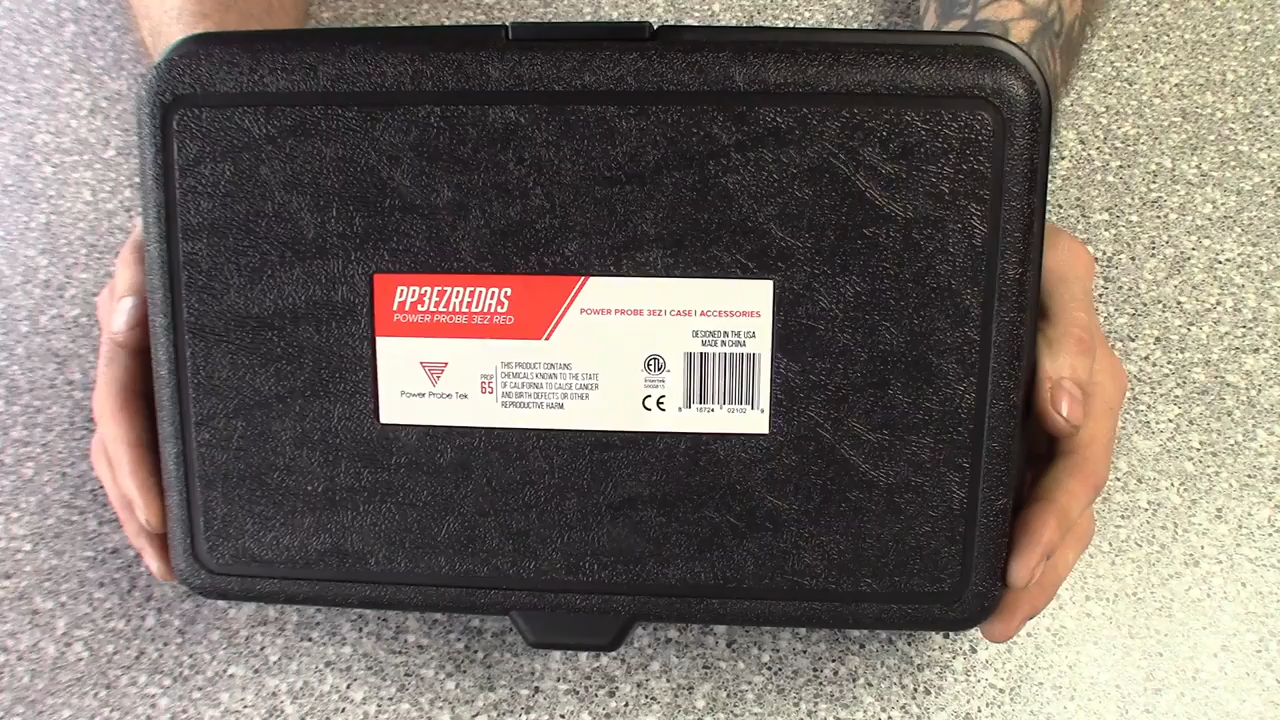 PP3EZREDAS
POWER PROBE 3EZ RED
POWER PROBE 3EZ | CASE | ACCESSORIES
DESIGNED IN THE USA
MADE IN CHINA
Power Probe Tek
PROP
65
THIS PRODUCT CONTAINS
CHEMICALS KNOWN TO THE STATE
OF CALIFORNIA TO CAUSE CANCER
AND BIRTH DEFECTS OR OTHER
REPRODUCTIVE HARM.
ETL
Intertek
5000815
CE
8 16724 02102 9